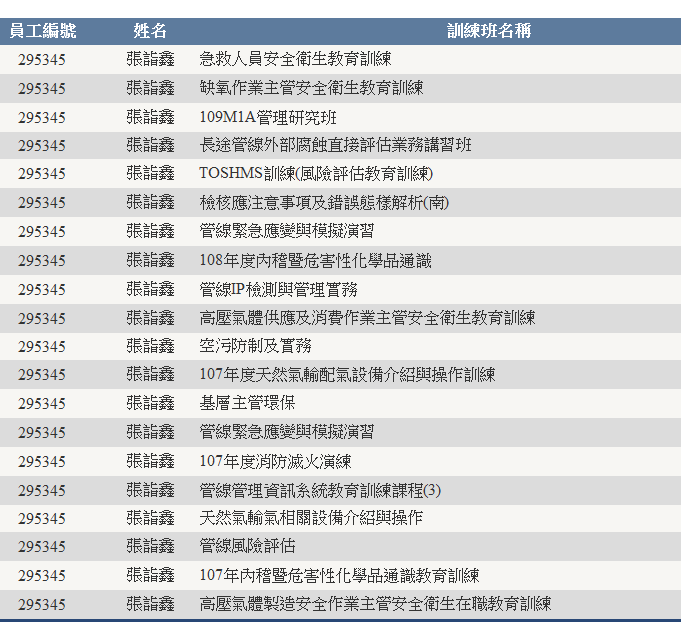 員工編號 姓名 訓練班名稱
295345 張詣鑫 急救人員安全衛生教育訓練
295345 張詣鑫 缺氧作業主管安全衛生教育訓練
295345 張詣鑫 109M1A管理研究班
295345 張詣鑫 長途管線外部腐蝕直接評估業務講習班
295345 張詣鑫 TOSHMS訓練(風險評估教育訓練)
295345 張詣鑫 檢核應注意事項及錯誤態樣解析(南)
295345 張詣鑫 管線緊急應變與模擬演習
295345 張詣鑫 108年度內稽暨危害性化學品通識
295345 張詣鑫 管線IP檢測與管理實務
295345 張詣鑫 高壓氣體供應及消費作業主管安全衛生教育訓練
295345 張詣鑫 空污防制及實務
295345 張詣鑫 107年度天然氣輸配氣設備介紹與操作訓練
295345 張詣鑫 基層主管環保
295345 張詣鑫 管線緊急應變與模擬演習
295345 張詣鑫 107年度消防滅火演練
295345 張詣鑫 管線管理資訊系統教育訓練課程(3)
295345 張詣鑫 天然氣輸氣相關設備介紹與操作
295345 張詣鑫 管線風險評估
295345 張詣鑫 107年內稽暨危害性化學品通識教育訓練
295345 張詣鑫 高壓氣體製造安全作業主管安全衛生在職教育訓練